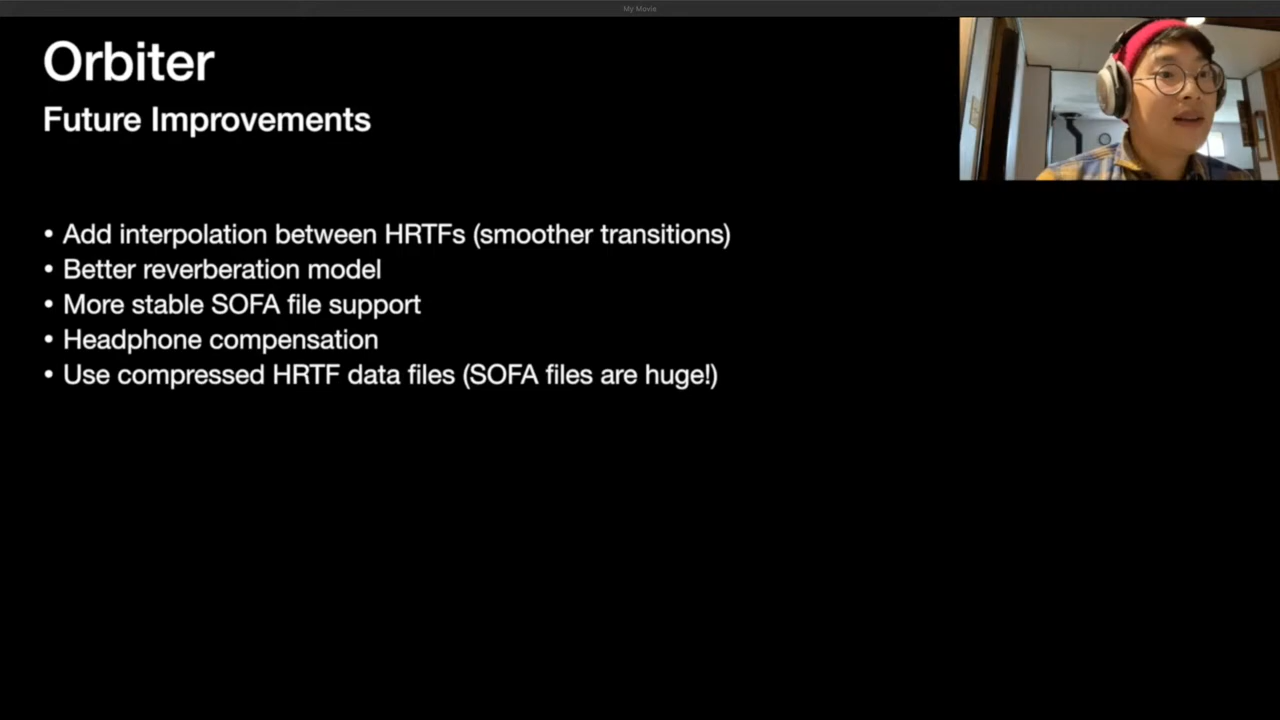 My Movie
Orbiter
Future Improvements
• Add interpolation between HRTFs (smoother transitions)
• Better reverberation model
• More stable SOFA file support
• Headphone compensation
• Use compressed HRTF data files (SOFA files are huge!)